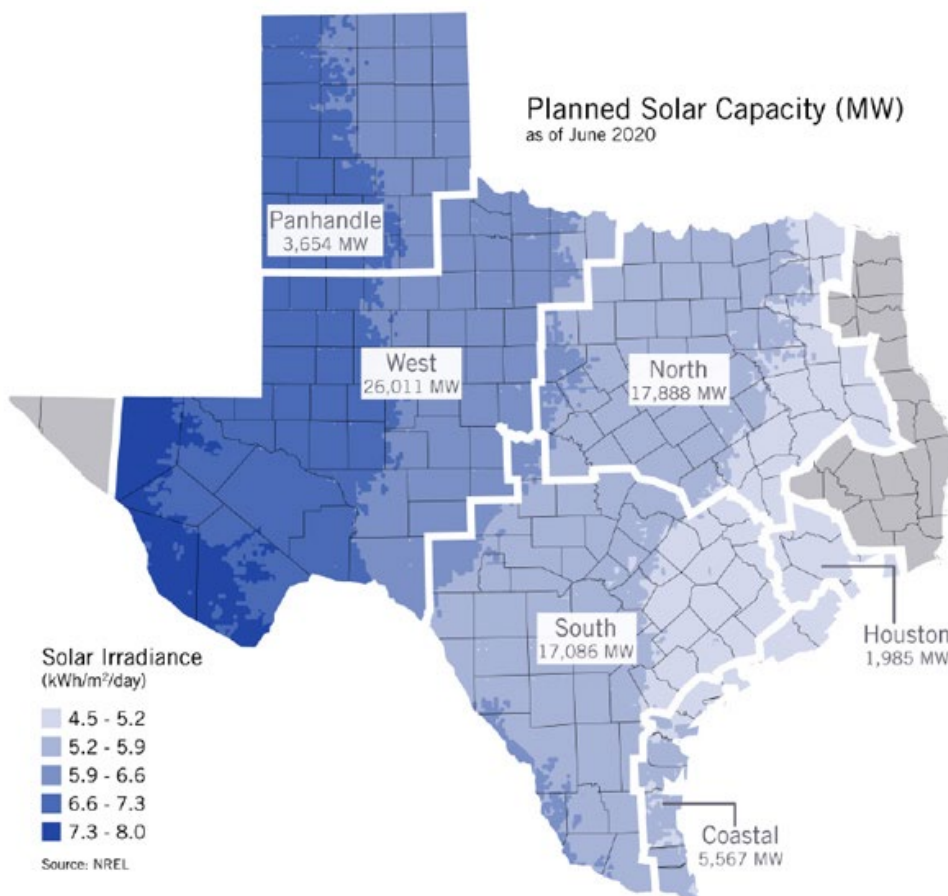 Planned Solar Capacity (MW)
as of June 2020
Panhandle
3,654 MW
West
26,011 MW
North
17,888 MW
South
17,086 MW
Houston
1,985 MW
Coastal
5,567 MW
Solar Irradiance
(kWh/m²/day)
4.5 - 5.2
5.2 - 5.9
5.9 - 6.6
6.6 - 7.3
7.3 - 8.0
Source: NREL